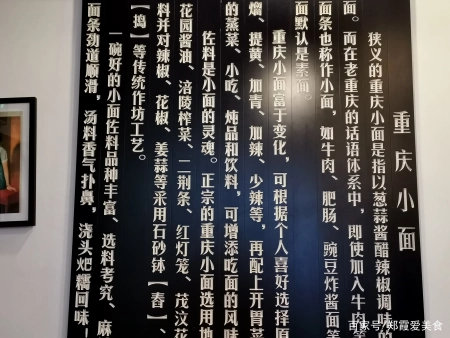 重庆小面
狭义的重庆小面是指以葱蒜酱醋辣椒调味的
面。而在老重庆的话语体系中，即使加入牛肉等
面条也称作小面，如牛肉、肥肠、豌豆炸酱面等
面默认是素面。
重庆小面富于变化，可根据个人喜好选择原
熘、提黄、加青、加辣、少辣等，再配上开胃菜
的蒸菜、小吃、炖品和饮料，可增添吃面的风味
佐料是小面的灵魂。正宗的重庆小面选用地
花园酱油、涪陵榨菜、二荆条、红灯笼、茂汶花
料并对辣椒、花椒、姜蒜等采用石砂钵【舂】、
【捣】等传统作坊工艺。
一碗好的小面佐料品种丰富、选料考究、麻
面条劲道顺滑，汤料香气扑鼻，浇头𤆵糯回味！
百家号/郑霞爱美食